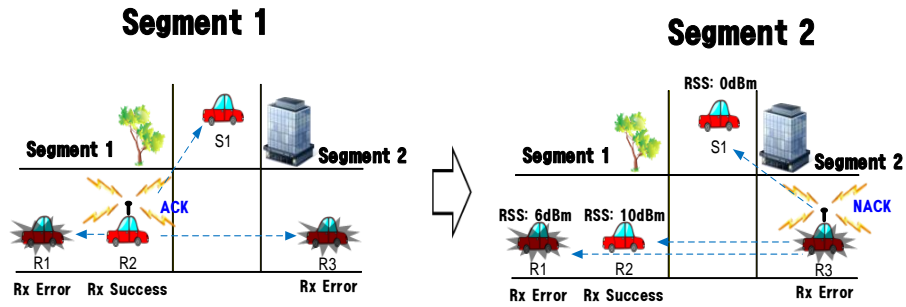 Segment 1
Segment 1
S1
Segment 2
ACK
R1
R2
R3
Rx Error
Rx Success
Rx Error
Segment 2
RSS: 0dBm
Segment 1
S1
Segment 2
RSS: 6dBm
RSS: 10dBm
NACK
R1
R2
R3
Rx Error
Rx Success
Rx Error